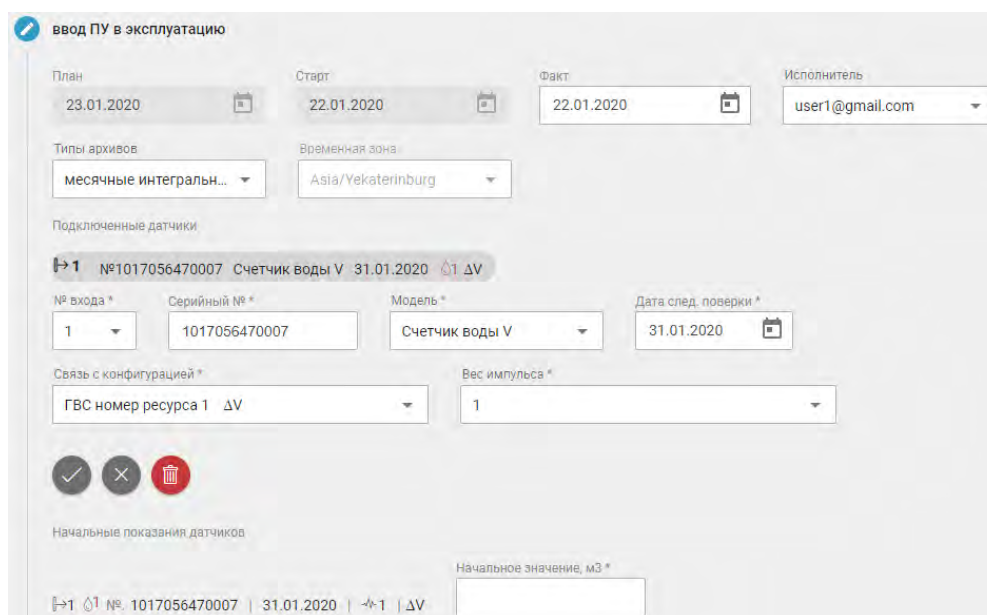 ввод ПУ в эксплуатацию
План Старт Факт Исполнитель
23.01.2020 22.01.2020 22.01.2020 user1@gmail.com
Типы архивов Временная зона
месячные интегральн... Asia/Yekaterinburg
Подключенные датчики
1 №1017056470007 Счетчик воды V 31.01.2020 1 ΔV
№ входа * Серийный № * Модель * Дата след. поверки *
1 1017056470007 Счетчик воды V 31.01.2020
Связь с конфигурацией * Вес импульса *
ГВС номер ресурса 1 ΔV 1
Начальные показания датчиков
Начальное значение, м3 *
1 1 №. 1017056470007 | 31.01.2020 | 1 | ΔV